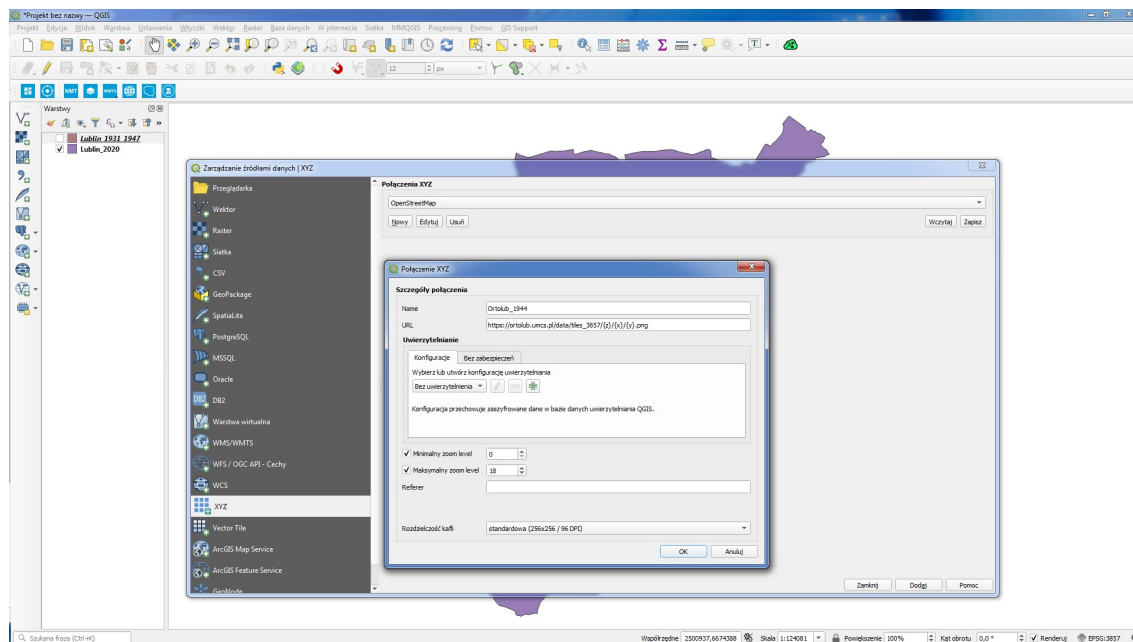 *Projekt bez nazwy — QGIS
Projekt Edycja Widok Warstwa Ustawienia Wtyczki Wektor Raster Baza danych W internecie Siatka MMQGIS Processing Pomoc GIS Support
12 px
NMT WMTS
Warstwy
Lublin_1931_1947
Lublin_2020
Zarządzanie źródłami danych | XYZ
Przeglądarka
Wektor
Raster
Siatka
CSV
GeoPackage
SpatiaLite
PostgreSQL
MSSQL
Oracle
DB2
Warstwa wirtualna
WMS/WMTS
WFS / OGC API - Cechy
WCS
XYZ
Vector Tile
ArcGIS Map Service
ArcGIS Feature Service
GeoNode
Połączenia XYZ
OpenStreetMap
Nowy Edytuj Usuń Wczytaj Zapisz
Połączenie XYZ
Szczegóły połączenia
Name Ortolub_1944
URL https://ortolub.umcs.pl/data/tiles_3857/{z}/{x}/{y}.png
Uwierzytelnianie
Konfiguracje Bez zabezpieczeń
Wybierz lub utwórz konfigurację uwierzytelniania
Bez uwierzytelnienia
Konfiguracja przechowuje zaszyfrowane dane w bazie danych uwierzytelniania QGIS.
Minimalny zoom level 0
Maksymalny zoom level 18
Referer
Rozdzielczość kafli standardowa (256x256 / 96 DPI)
OK Anuluj
Zamknij Dodaj Pomoc
Szukana fraza (Ctrl+K) Współrzędne 2500937,6674388 Skala 1:124081 Powiększenie 100% Kąt obrotu 0,0 ° Renderuj EPSG:3857